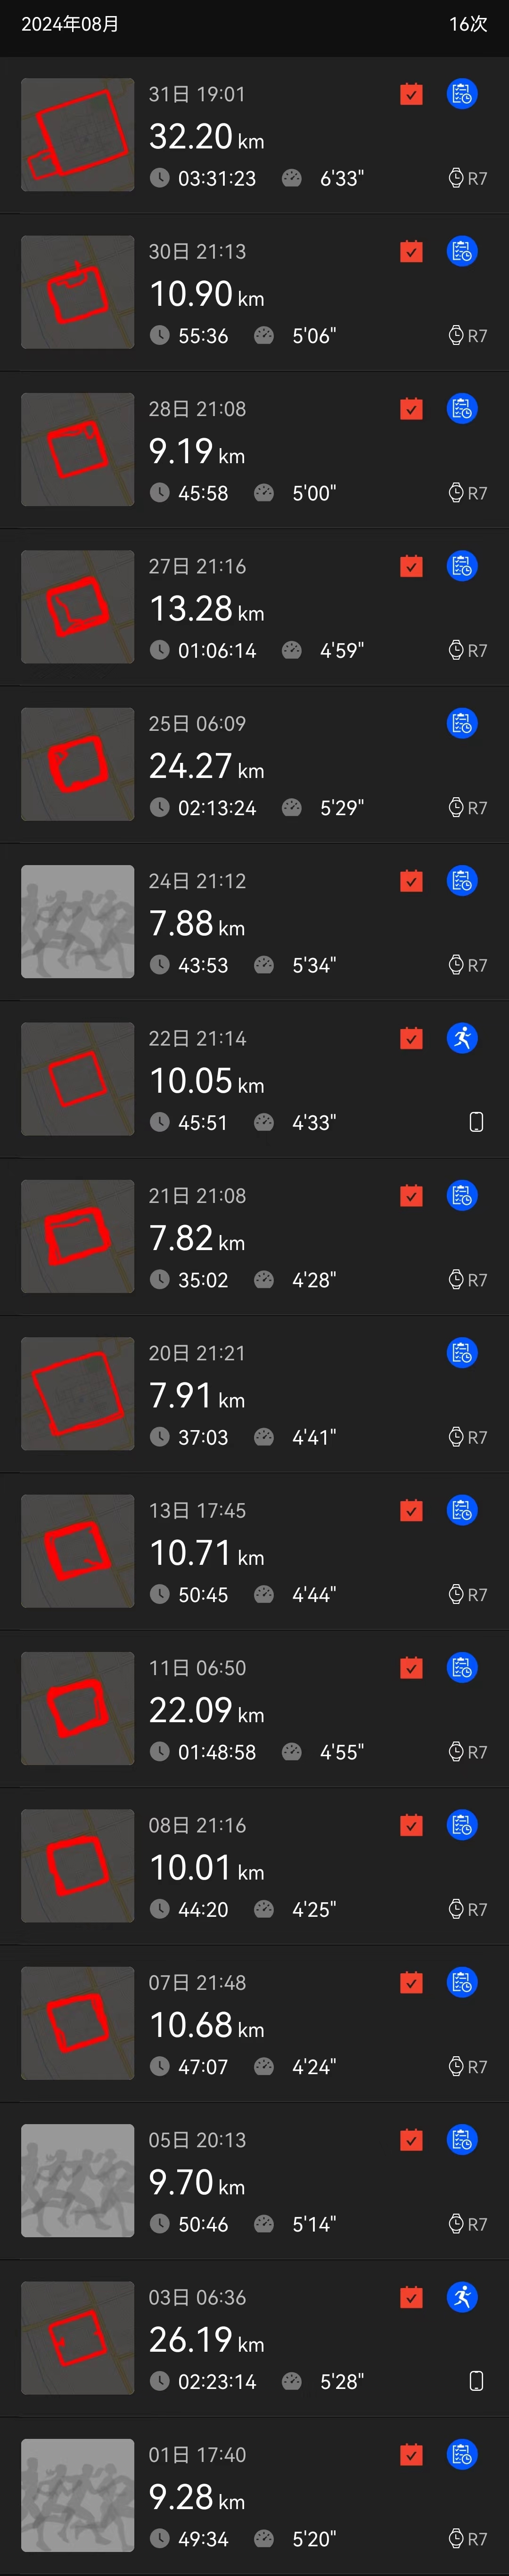 2024年08月 16次
31日 19:01
32.20 km
03:31:23 6'33" R7
30日 21:13
10.90 km
55:36 5'06" R7
28日 21:08
9.19 km
45:58 5'00" R7
27日 21:16
13.28 km
01:06:14 4'59" R7
25日 06:09
24.27 km
02:13:24 5'29" R7
24日 21:12
7.88 km
43:53 5'34" R7
22日 21:14
10.05 km
45:51 4'33"
21日 21:08
7.82 km
35:02 4'28" R7
20日 21:21
7.91 km
37:03 4'41" R7
13日 17:45
10.71 km
50:45 4'44" R7
11日 06:50
22.09 km
01:48:58 4'55" R7
08日 21:16
10.01 km
44:20 4'25" R7
07日 21:48
10.68 km
47:07 4'24" R7
05日 20:13
9.70 km
50:46 5'14" R7
03日 06:36
26.19 km
02:23:14 5'28"
01日 17:40
9.28 km
49:34 5'20" R7